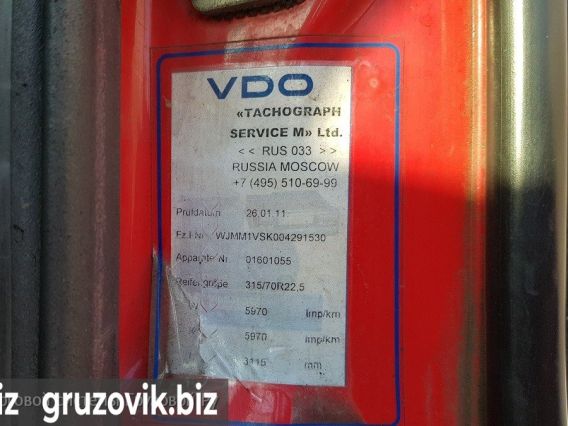 VDO
«TACHOGRAPH
SERVICE M» Ltd.
<< RUS 033 >>
RUSSIA MOSCOW
+7 (495) 510-69-99
Prüfdatum 26.01.11
Fz.I.Nr. WJMM1VSK004291530
Apparate Nr 01601055
Reifengröße 315/70R22,5
5970 Imp/km
5970 Imp/km
3115 mm
gruzovik.biz